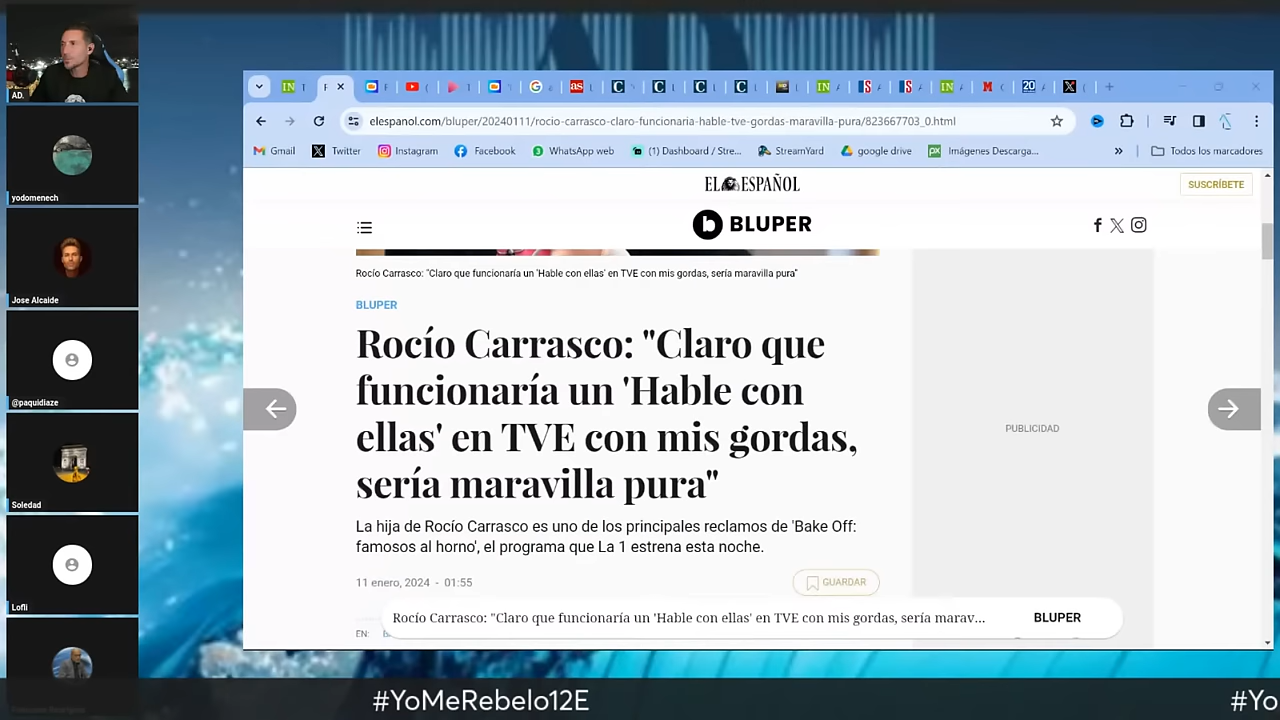 AD.
yodomenech
Jose Alcaide
@paquidiaze
Soledad
Lofli
elespanol.com/bluper/20240111/rocio-carrasco-claro-funcionaria-hable-tve-gordas-maravilla-pura/823667703_0.html
Gmail
Twitter
Instagram
Facebook
WhatsApp web
(1) Dashboard / Stre...
StreamYard
google drive
Imágenes Descarga...
»
Todos los marcadores
EL ESPAÑOL
SUSCRÍBETE
BLUPER
Rocío Carrasco: "Claro que funcionaría un 'Hable con ellas' en TVE con mis gordas, sería maravilla pura"
BLUPER
Rocío Carrasco: "Claro que
funcionaría un 'Hable con
ellas' en TVE con mis gordas,
sería maravilla pura"
La hija de Rocío Carrasco es uno de los principales reclamos de 'Bake Off:
famosos al horno', el programa que La 1 estrena esta noche.
11 enero, 2024 - 01:55
GUARDAR
PUBLICIDAD
Rocío Carrasco: "Claro que funcionaría un 'Hable con ellas' en TVE con mis gordas, sería marav...
BLUPER
EN:
#YoMeRebelo12E
#Yo